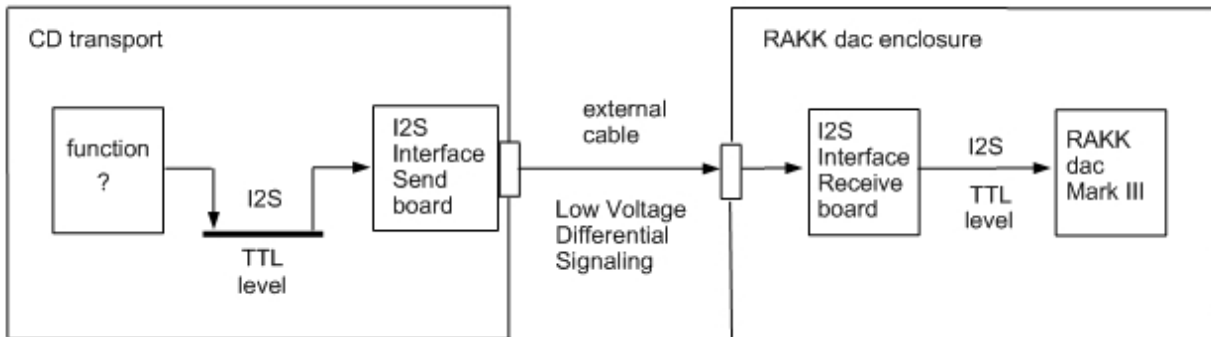 CD transport
function
?
I2S
TTL
level
I2S
Interface
Send
board
external
cable
Low Voltage
Differential
Signaling
RAKK dac enclosure
I2S
Interface
Receive
board
I2S
TTL
level
RAKK
dac
Mark III